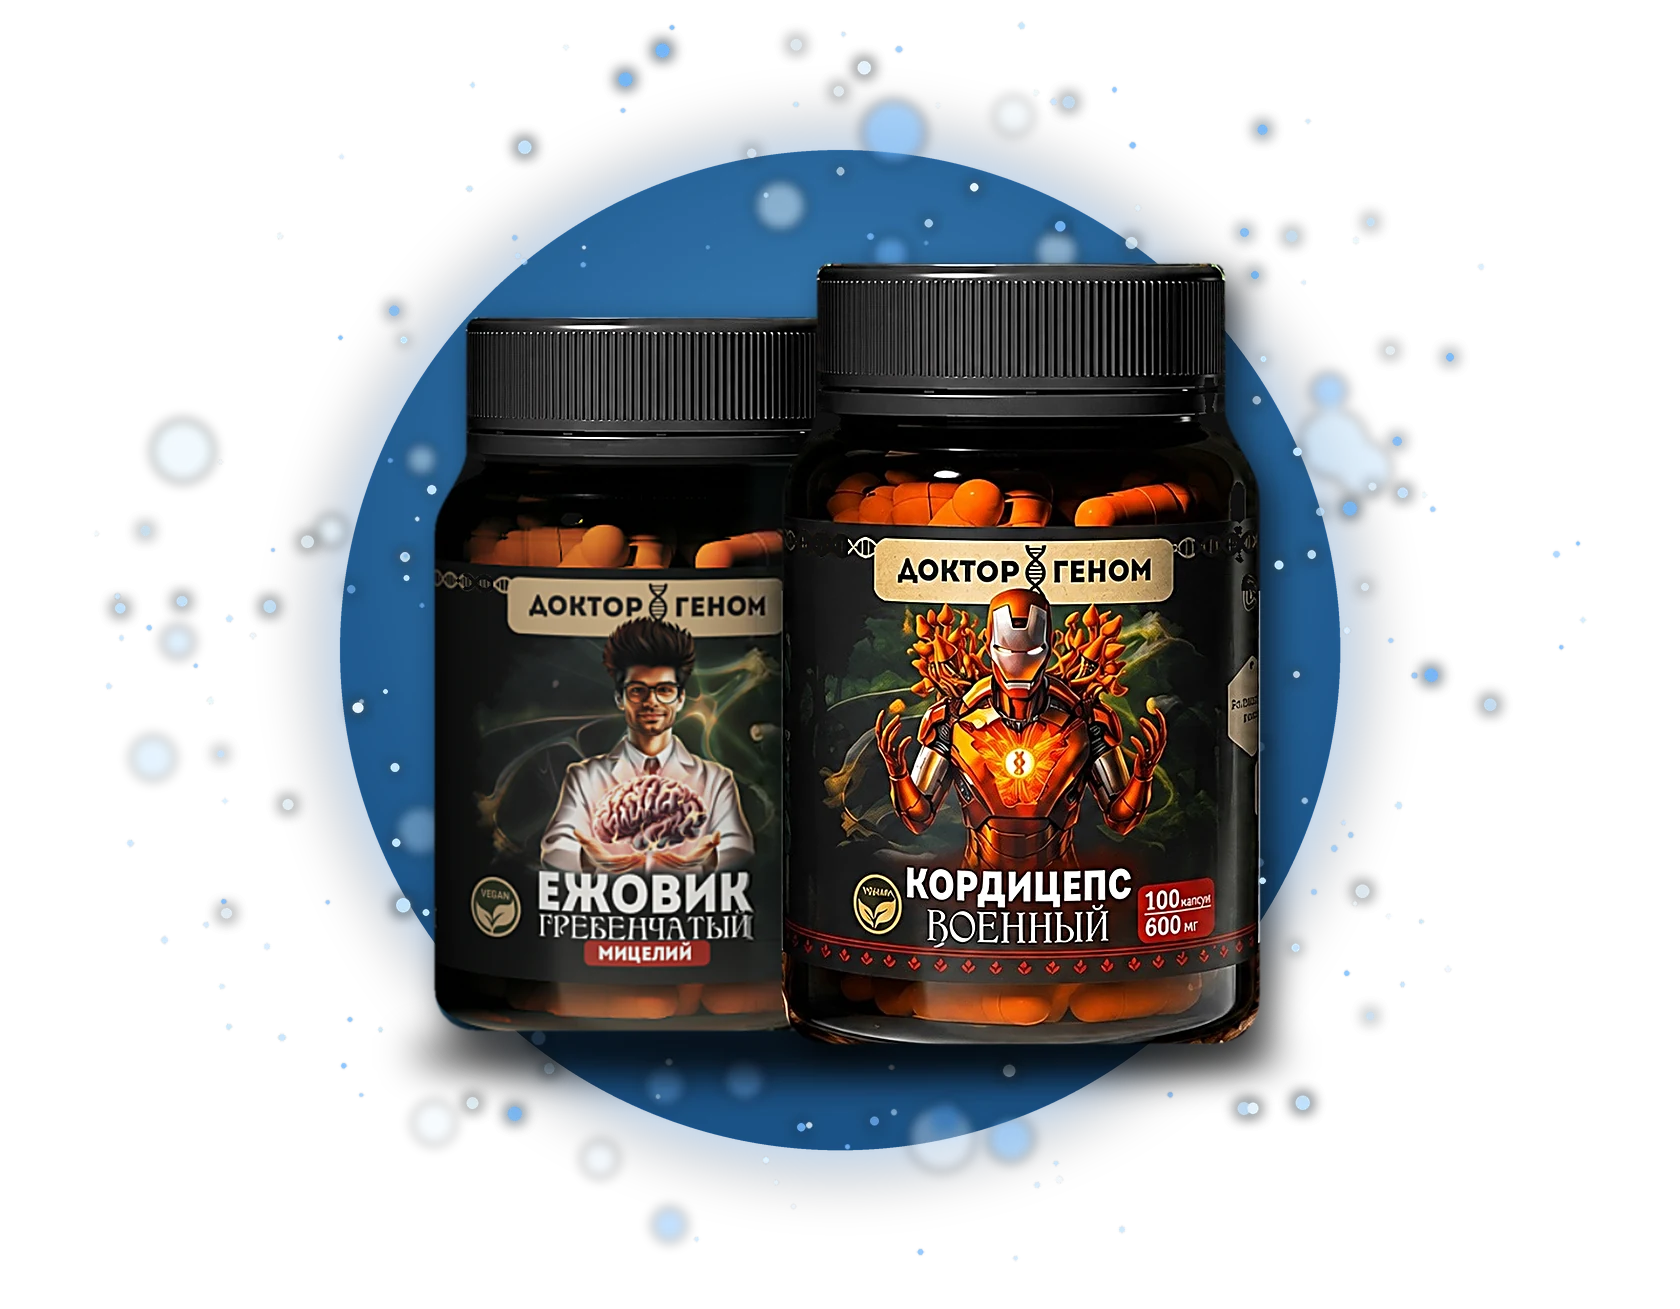 ДОКТОР ГЕНОМ
VEGAN
ЕЖОВИК
ГРЕБЕНЧАТЫЙ
МИЦЕЛИЙ
ДОКТОР ГЕНОМ
КОРДИЦЕПС
ВОЕННЫЙ
100 капсул
600 мг